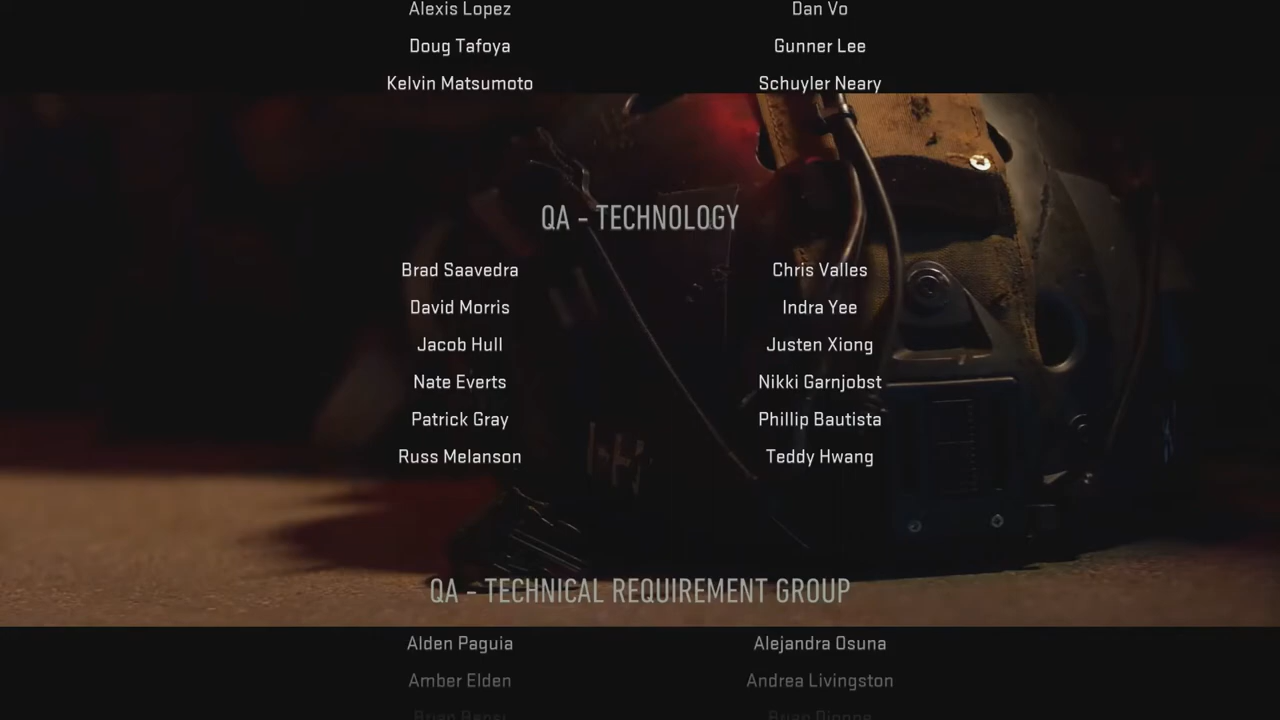 Alexis Lopez Dan Vo
Doug Tafoya Gunner Lee
Kelvin Matsumoto Schuyler Neary
QA - TECHNOLOGY
Brad Saavedra Chris Valles
David Morris Indra Yee
Jacob Hull Justen Xiong
Nate Everts Nikki Garnjobst
Patrick Gray Phillip Bautista
Russ Melanson Teddy Hwang
QA - TECHNICAL REQUIREMENT GROUP
Alden Paguia Alejandra Osuna
Amber Elden Andrea Livingston